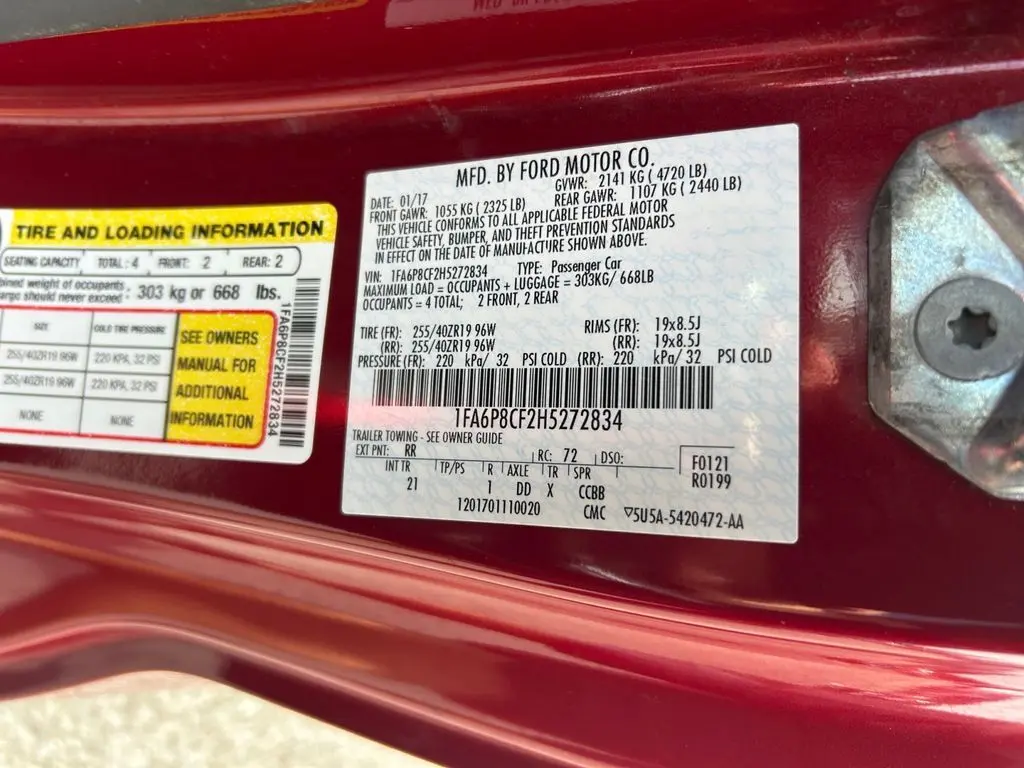 TIRE AND LOADING INFORMATION
SEATING CAPACITY TOTAL: 4 FRONT: 2 REAR: 2
weight of occupants
should never exceed : 303 kg or 668 lbs.
SIZE COLD TIRE PRESSURE
255/40ZR19 96W 220 KPA, 32 PSI
255/40ZR19 96W 220 KPA, 32 PSI
NONE NONE
SEE OWNERS
MANUAL FOR
ADDITIONAL
INFORMATION
1FA6P8CF2H5272834
MFD. BY FORD MOTOR CO.
DATE: 01/17 GVWR: 2141 KG ( 4720 LB)
FRONT GAWR: 1055 KG ( 2325 LB) REAR GAWR: 1107 KG ( 2440 LB)
THIS VEHICLE CONFORMS TO ALL APPLICABLE FEDERAL MOTOR
VEHICLE SAFETY, BUMPER, AND THEFT PREVENTION STANDARDS
IN EFFECT ON THE DATE OF MANUFACTURE SHOWN ABOVE.
VIN: 1FA6P8CF2H5272834 TYPE: Passenger Car
MAXIMUM LOAD = OCCUPANTS + LUGGAGE = 303KG/ 668LB
OCCUPANTS = 4 TOTAL; 2 FRONT, 2 REAR
TIRE (FR): 255/40ZR19 96W RIMS (FR): 19x8.5J
(RR): 255/40ZR19 96W (RR): 19x8.5J
PRESSURE (FR): 220 kPa/ 32 PSI COLD (RR): 220 kPa/ 32 PSI COLD
1FA6P8CF2H5272834
TRAILER TOWING - SEE OWNER GUIDE
EXT PNT: RR RC: 72 DSO:
INT TR TP/PS R AXLE TR SPR
21 1 DD X CCBB
1201701110020 CMC ▽5U5A-5420472-AA
F0121
R0199